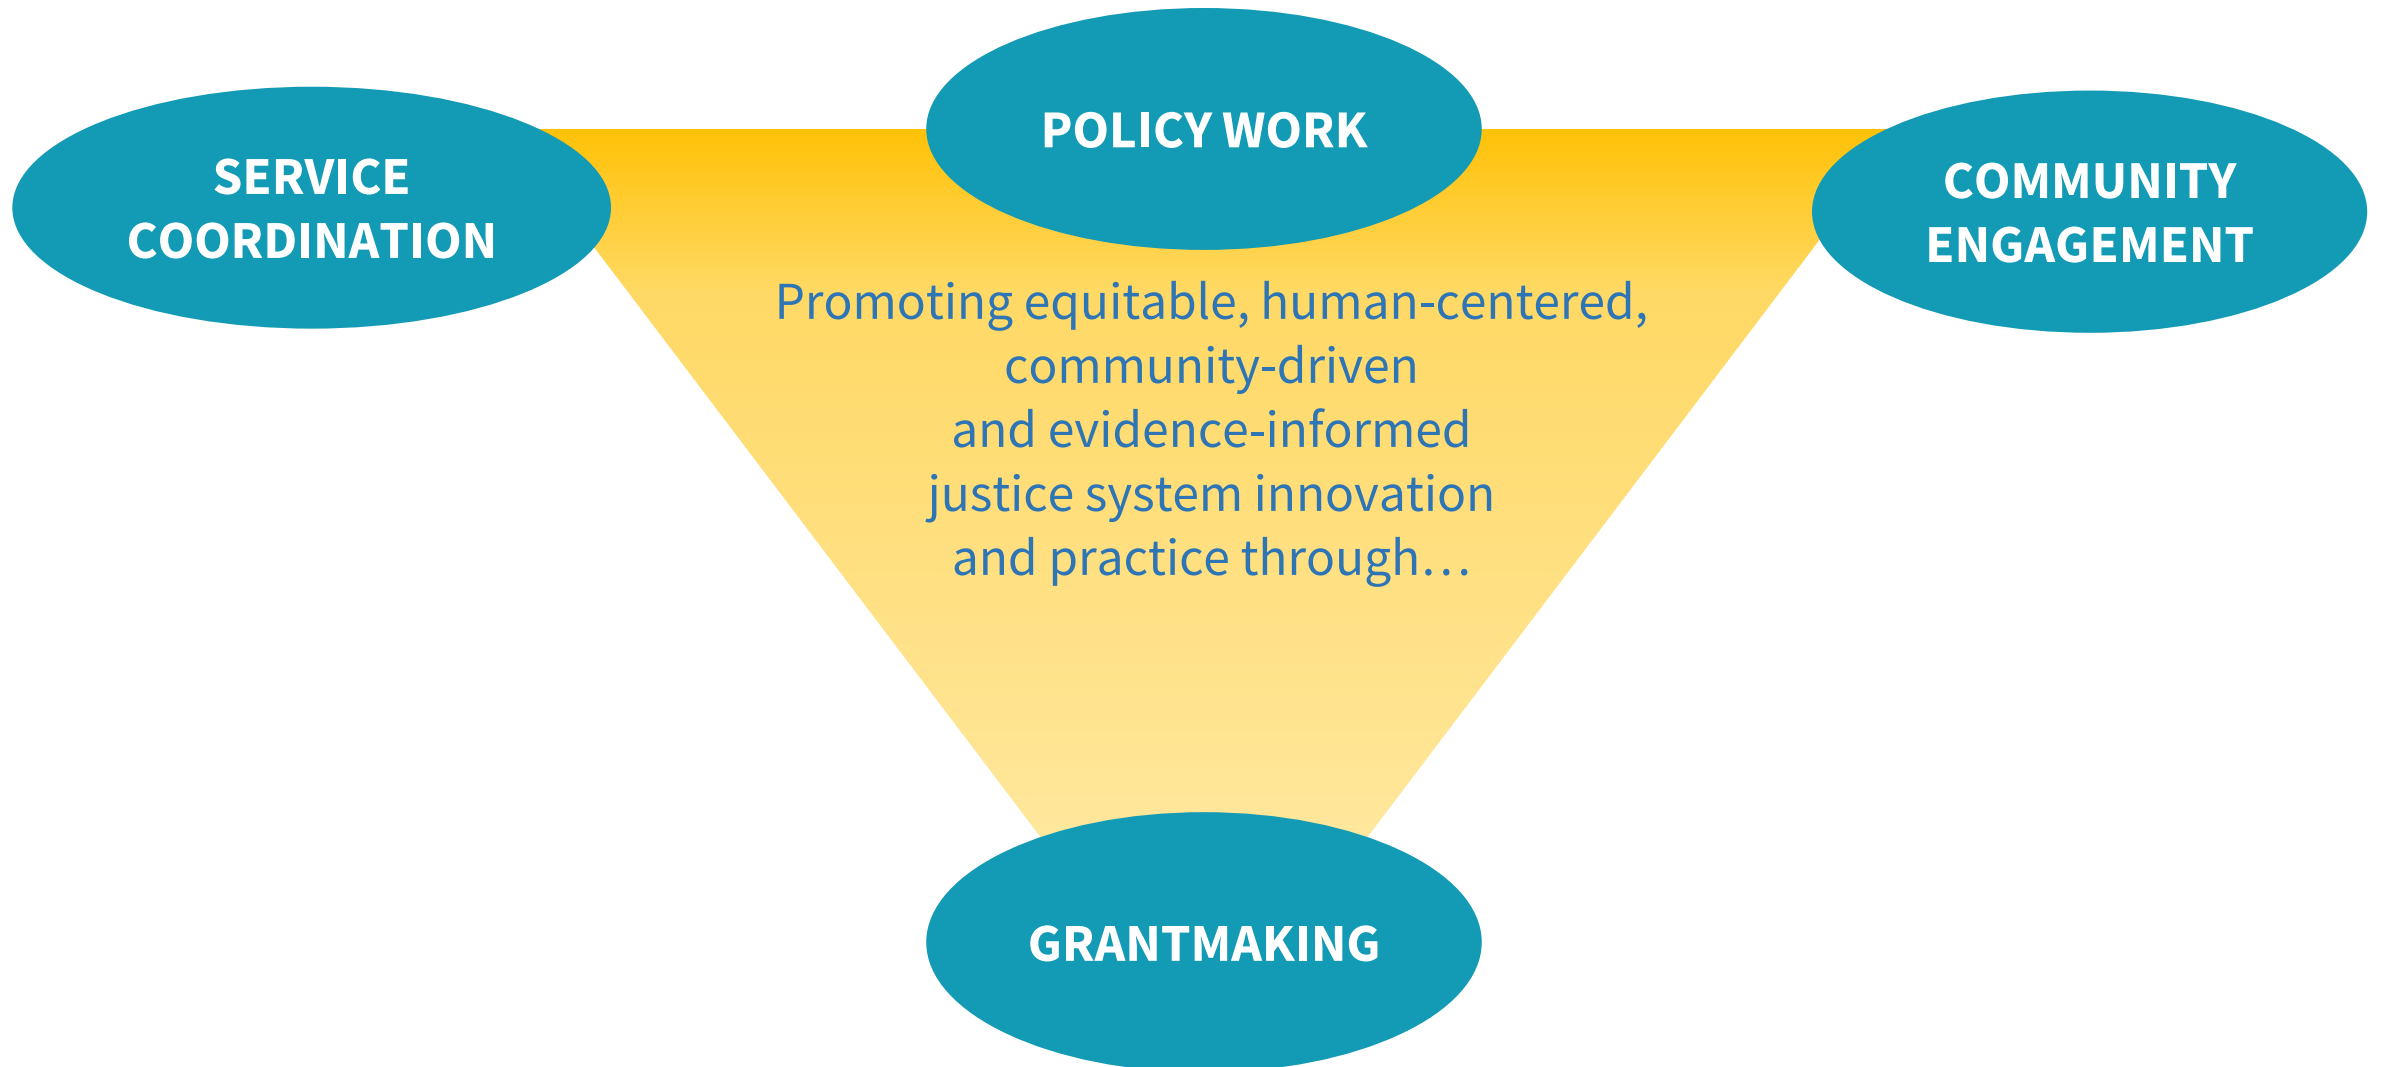 POLICY WORK
SERVICE
COORDINATION
COMMUNITY
ENGAGEMENT
Promoting equitable, human-centered,
community-driven
and evidence-informed
justice system innovation
and practice through…
GRANTMAKING